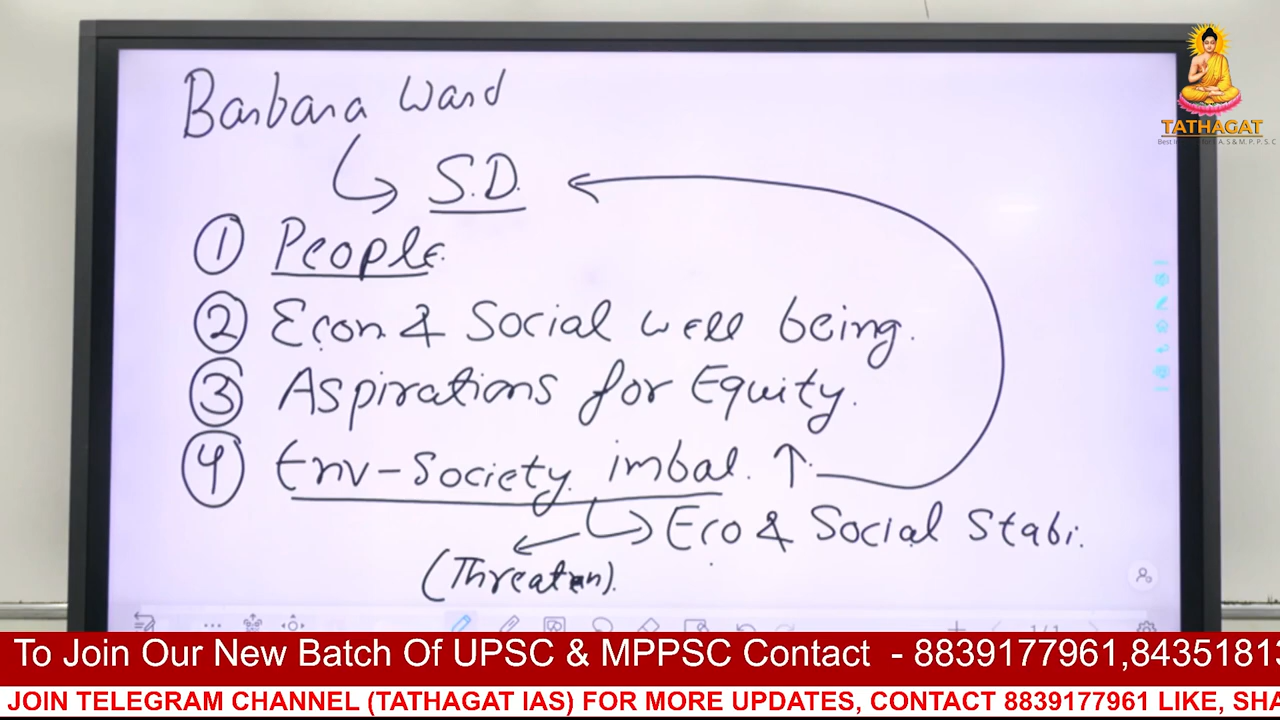 Barbara Ward
S.D.
① People.
② Econ & Social well being.
③ Aspirations for Equity.
④ Env-Society imbal. ↑
Eco & Social Stabi.
(Threaten).
1/1
TATHAGAT
To Join Our New Batch Of UPSC & MPPSC Contact - 8839177961,84351813
JOIN TELEGRAM CHANNEL (TATHAGAT IAS) FOR MORE UPDATES, CONTACT 8839177961 LIKE, SHA